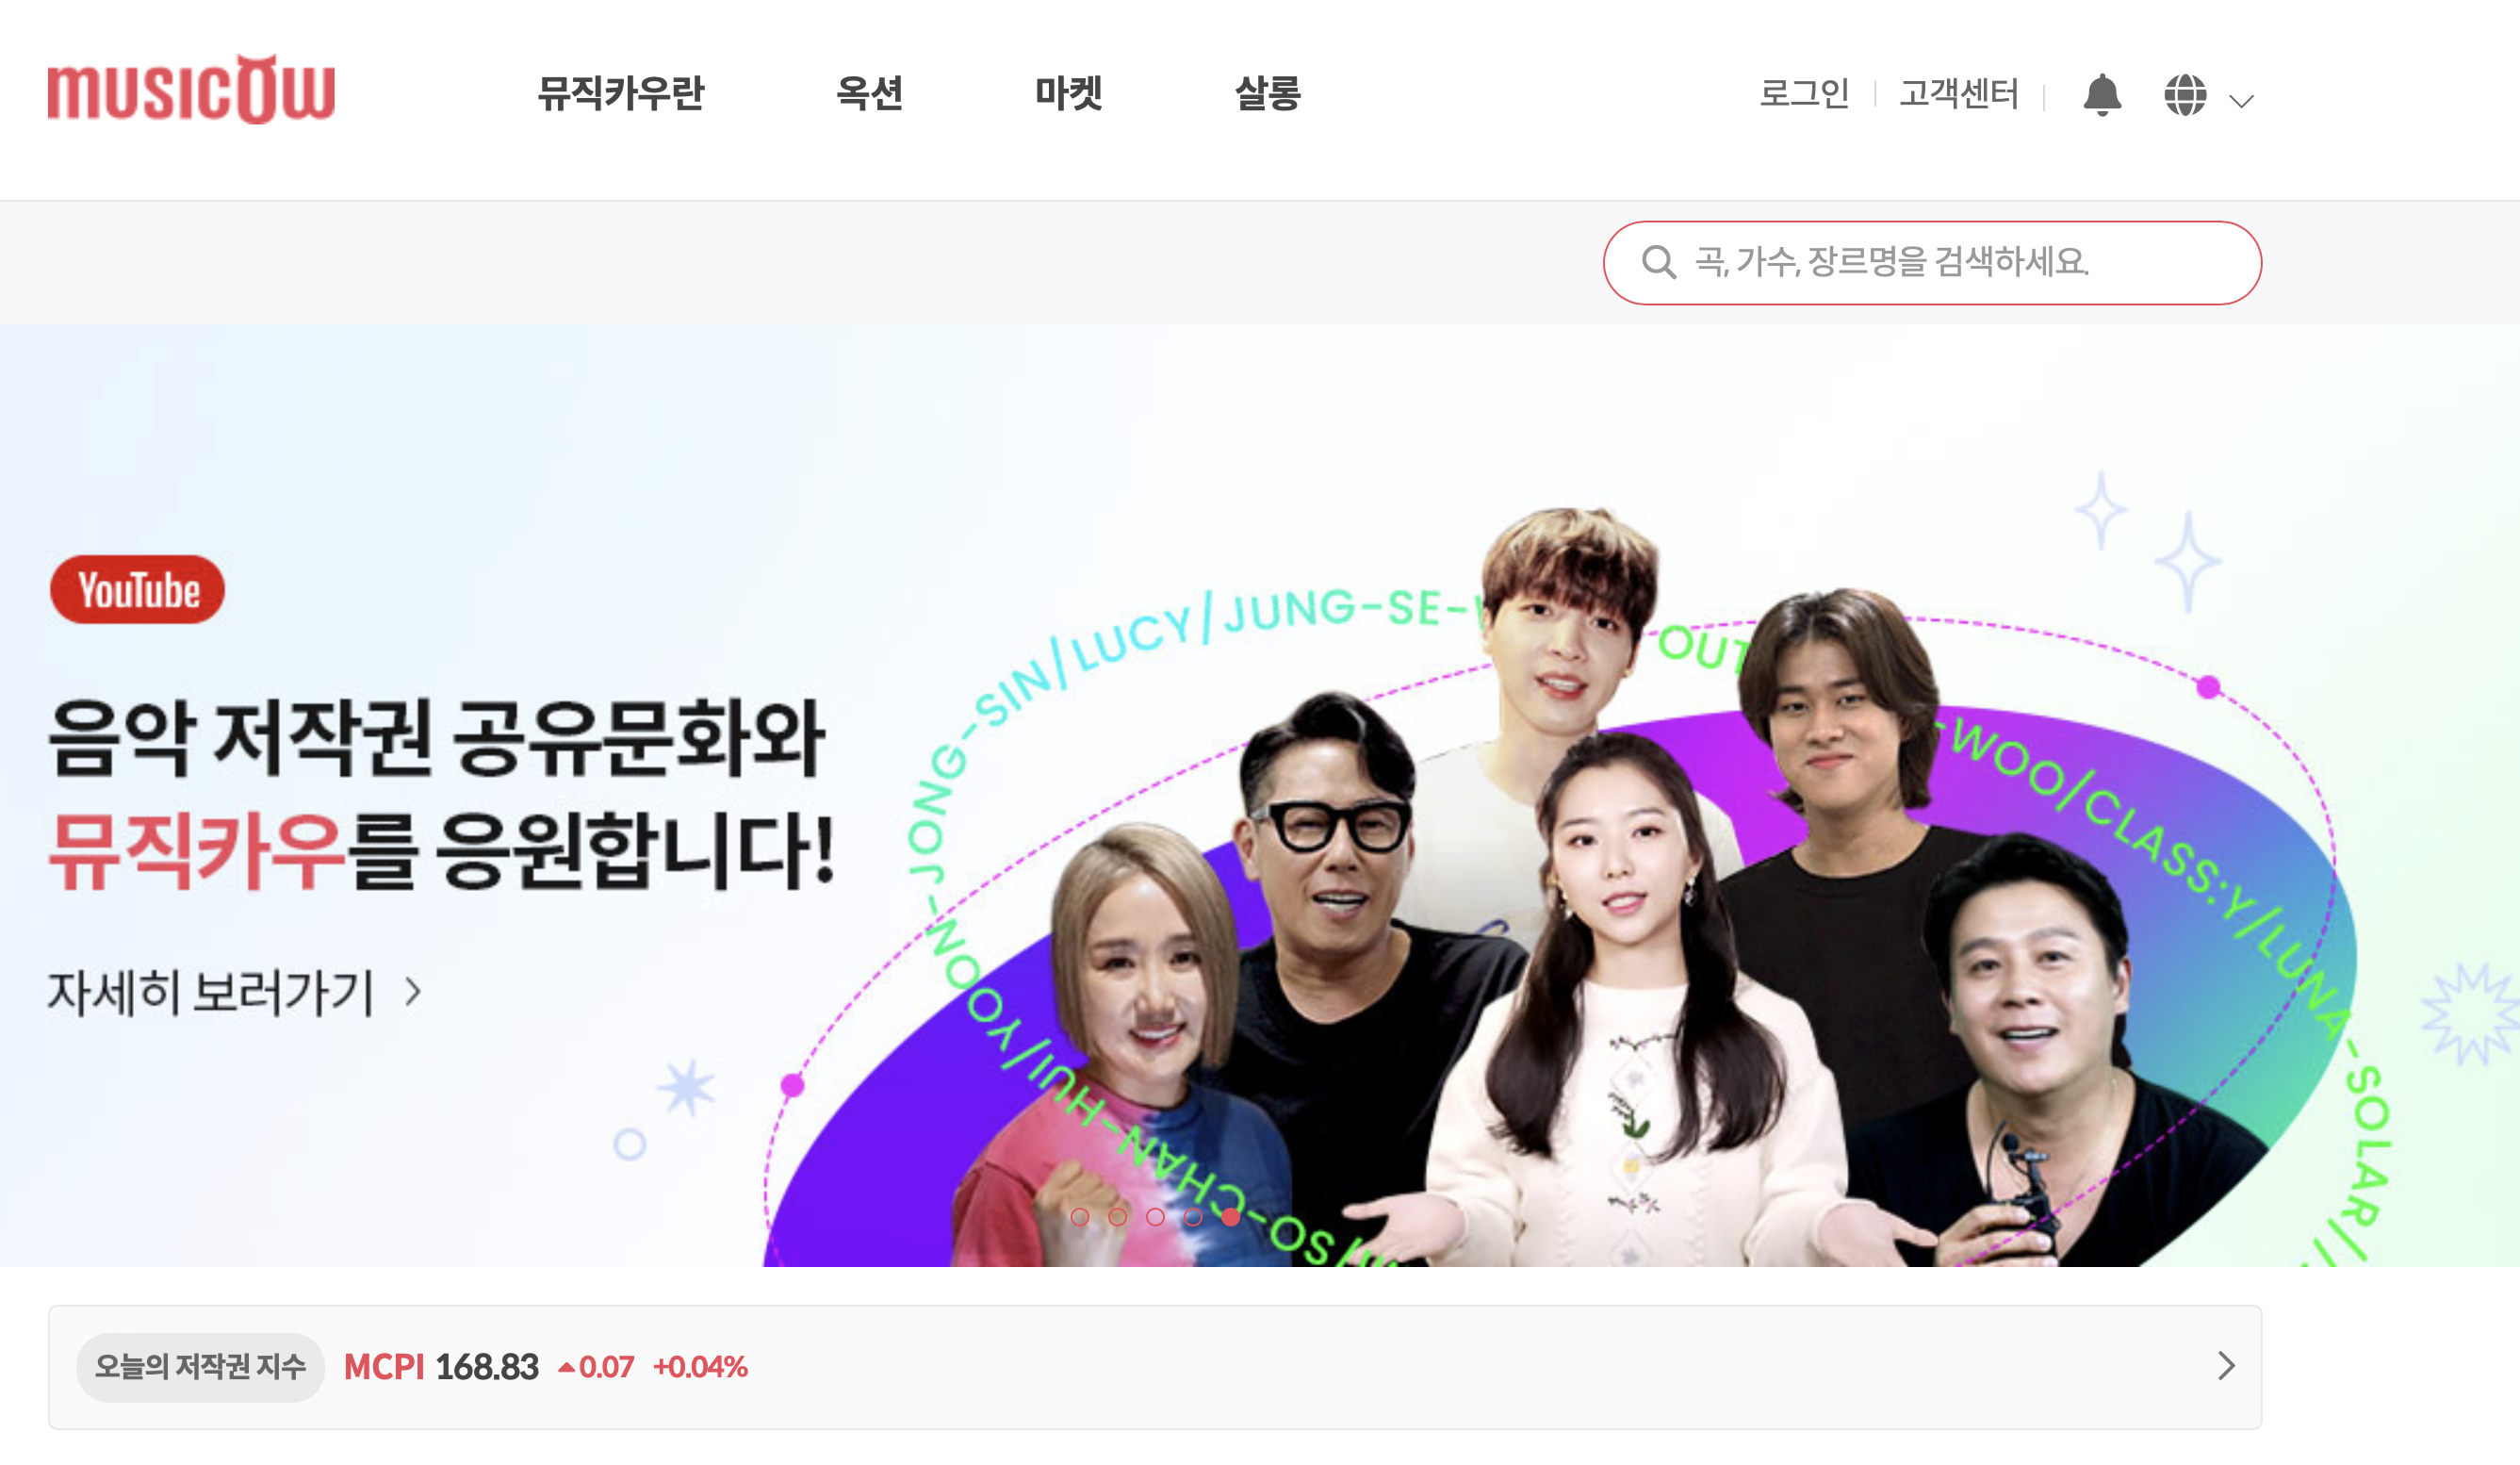 musicow
뮤직카우란 옥션 마켓 살롱 로그인 고객센터
곡, 가수, 장르명을 검색하세요.
YouTube
음악 저작권 공유문화와
뮤직카우를 응원합니다!
자세히 보러가기
SO-CHAN-HUI/YOON-JONG-SIN/LUCY/JUNG-SE- OUT -WOO/CLASS:Y/LUNA-SOLAR/
오늘의 저작권 지수 MCPI 168.83 ▲0.07 +0.04%